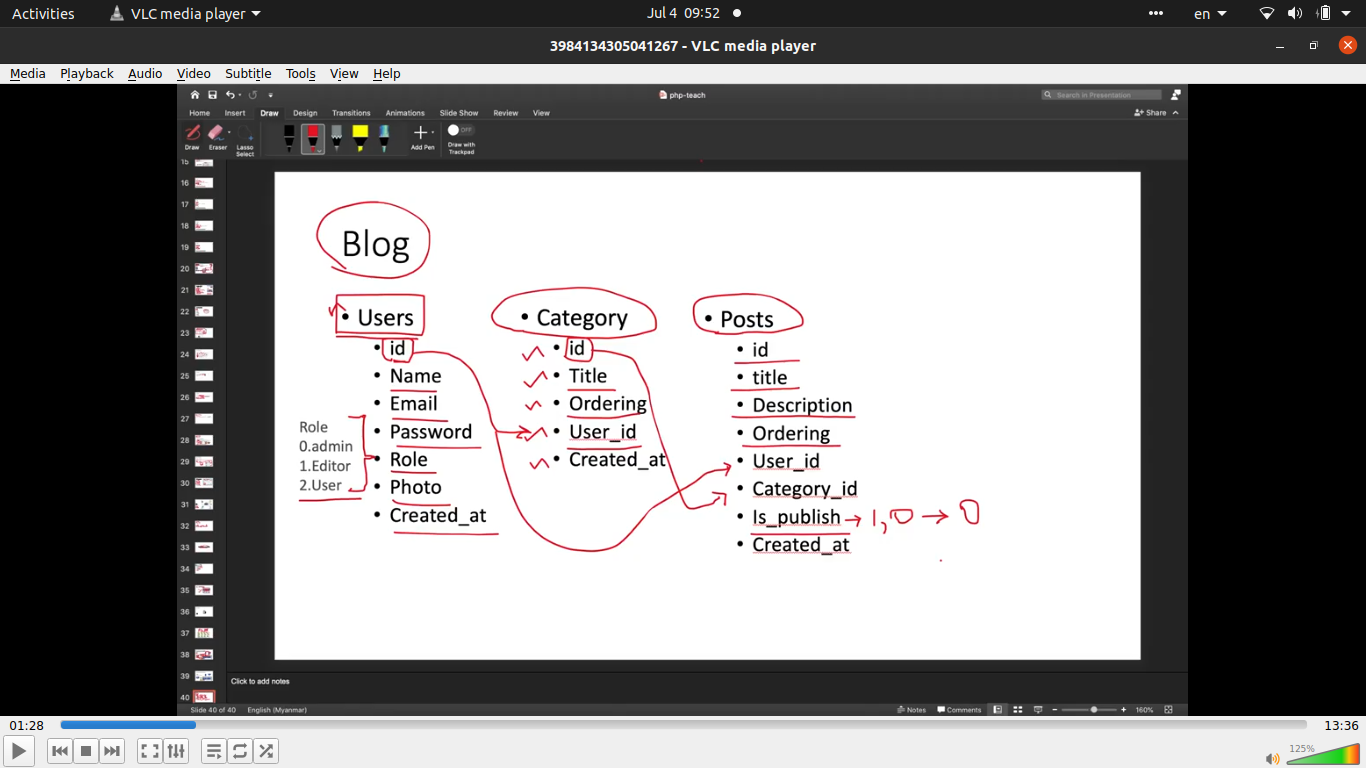 Activities
VLC media player
Jul 4 09:52
en
3984134305041267 - VLC media player
Media Playback Audio Video Subtitle Tools View Help
php-teach
Search in Presentation
Home Insert Draw Design Transitions Animations Slide Show Review View
Share
Draw Eraser Lasso Select Add Pen OFF Draw with Trackpad
15
16
17
18
19
20
21
22
23
24
25
26
27
28
29
30
31
32
33
34
35
36
37
38
39
40
Blog
• Users
• id
• Name
• Email
• Password
• Role
• Photo
• Created_at
Role
0.admin
1.Editor
2.User
• Category
• id
• Title
• Ordering
• User_id
• Created_at
• Posts
• id
• title
• Description
• Ordering
• User_id
• Category_id
• Is_publish → 1,0 → 0
• Created_at
Click to add notes
Slide 40 of 40 English (Myanmar)
Notes Comments 160%
01:28 13:36
125%